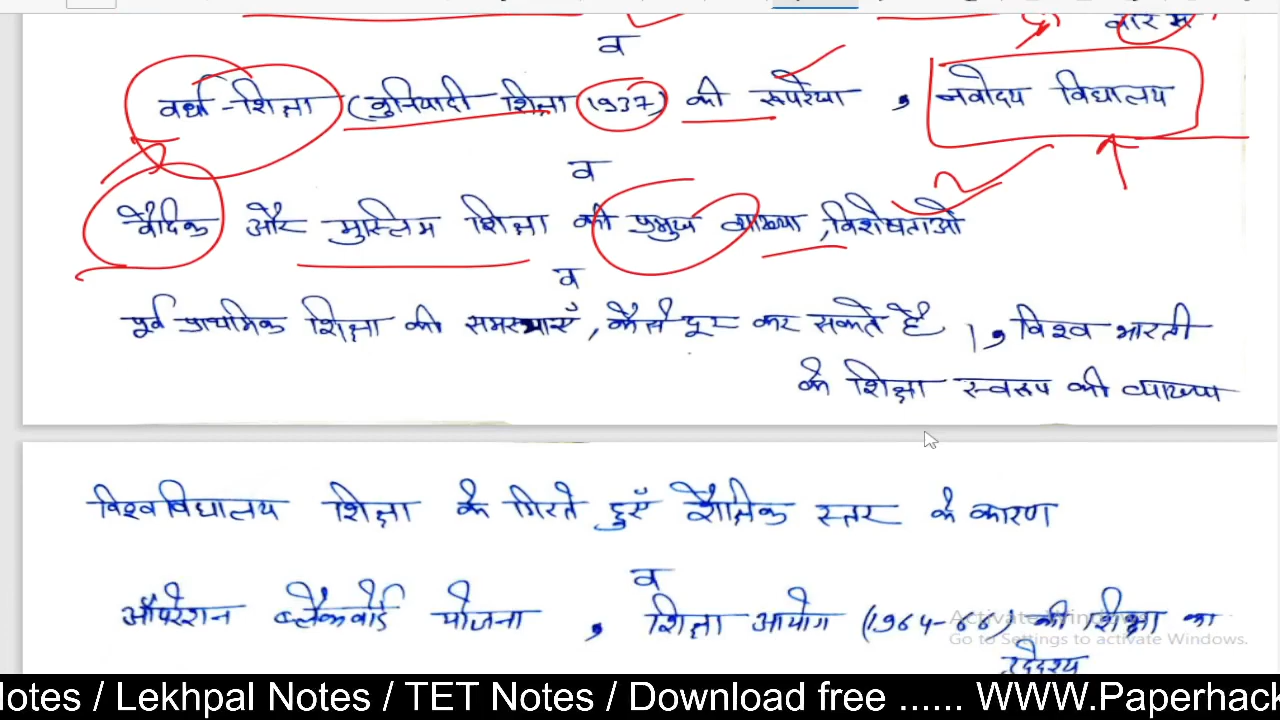 बारे में
व
वर्धा-शिक्षा (बुनियादी शिक्षा 1937) की रूपरेखा , नवोदय विद्यालय
व
वैदिक और मुस्लिम शिक्षा की प्रमुख व्याख्या, विशेषताओ
व
पूर्व प्राथमिक शिक्षा की समस्याएँ, कैसे दूर कर सकते है । , विश्व भारती
के शिक्षा स्वरूप की व्याख्या
विश्वविद्यालय शिक्षा के गिरते हुएँ शैक्षिक स्तर के कारण
व
ऑपरेशन ब्लैकबोर्ड योजना , शिक्षा आयोग (1964-66) की शिक्षा का
उद्देश्य
Activate Windows
Go to Settings to activate Windows.
Notes / Lekhpal Notes / TET Notes / Download free ...... WWW.Paperhack